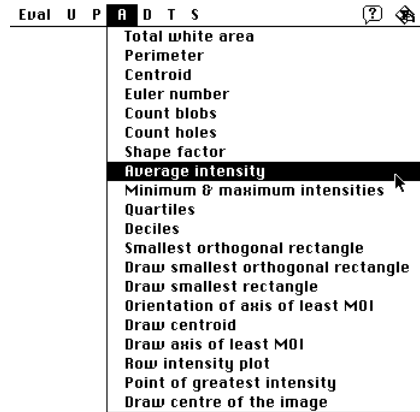 Eval U P A D T S ?
Total white area
Perimeter
Centroid
Euler number
Count blobs
Count holes
Shape factor
Average intensity
Minimum & maximum intensities
Quartiles
Deciles
Smallest orthogonal rectangle
Draw smallest orthogonal rectangle
Draw smallest rectangle
Orientation of axis of least MOI
Draw centroid
Draw axis of least MOI
Row intensity plot
Point of greatest intensity
Draw centre of the image